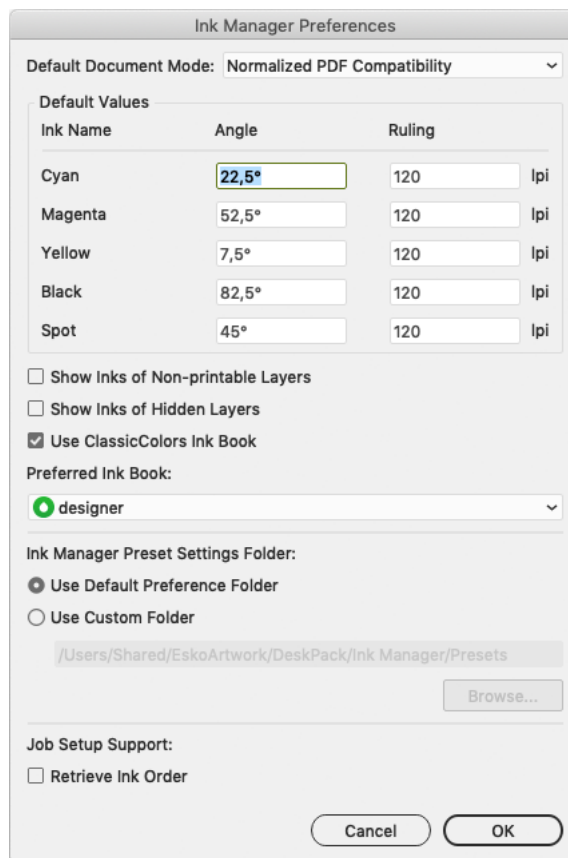 Ink Manager Preferences
Default Document Mode: Normalized PDF Compatibility
Default Values
Ink Name Angle Ruling
Cyan 22,5° 120 lpi
Magenta 52,5° 120 lpi
Yellow 7,5° 120 lpi
Black 82,5° 120 lpi
Spot 45° 120 lpi
Show Inks of Non-printable Layers
Show Inks of Hidden Layers
Use ClassicColors Ink Book
Preferred Ink Book:
designer
Ink Manager Preset Settings Folder:
Use Default Preference Folder
Use Custom Folder
/Users/Shared/EskoArtwork/DeskPack/Ink Manager/Presets
Browse...
Job Setup Support:
Retrieve Ink Order
Cancel OK